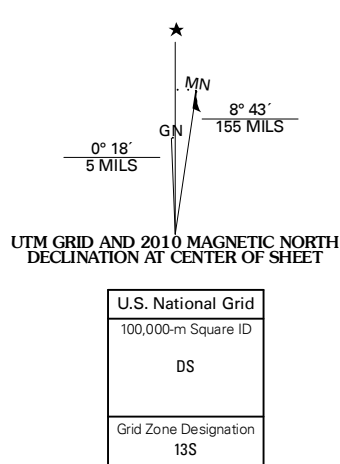 MN
8° 43´
155 MILS
GN
0° 18´
5 MILS
UTM GRID AND 2010 MAGNETIC NORTH
DECLINATION AT CENTER OF SHEET
U.S. National Grid
100,000-m Square ID
DS
Grid Zone Designation
13S